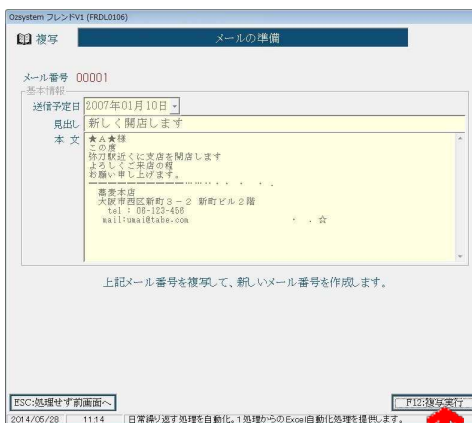 Ozsystem フレンドV1 (FRDL0106)
複写 メールの準備
メール番号 00001
基本情報
送信予定日 2007年01月10日
見出し 新しく開店します
本 文 ★A★様
この度
弥刀駅近くに支店を開店します
よろしくご来店の程
お願い申し上げます。
蕎麦本店
大阪市西区新町3-2 新町ビル2階
tel : 06-123-456
mail:umai@tabe.com ・ .☆
上記メール番号を複写して、新しいメール番号を作成します。
ESC:処理せず前画面へ F12:複写実行
2014/05/28 11:14 日常繰り返す処理を自動化。1処理からのExcel自動化処理を提供します。